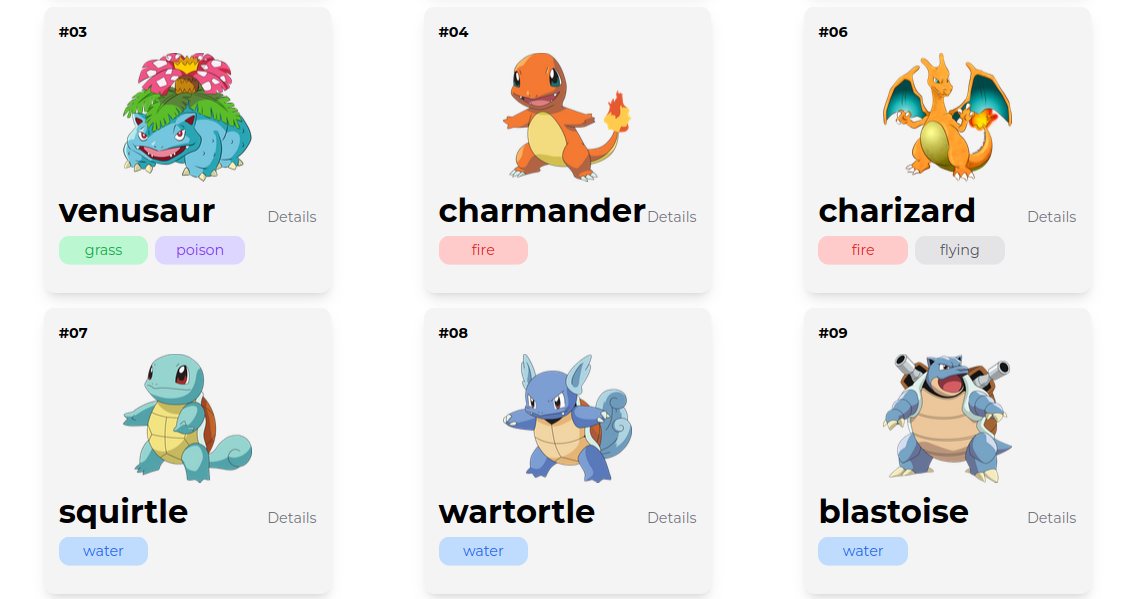 #03
#04
#06
venusaur Details
charmander Details
charizard Details
grass poison
fire
fire flying
#07
#08
#09
squirtle Details
wartortle Details
blastoise Details
water
water
water